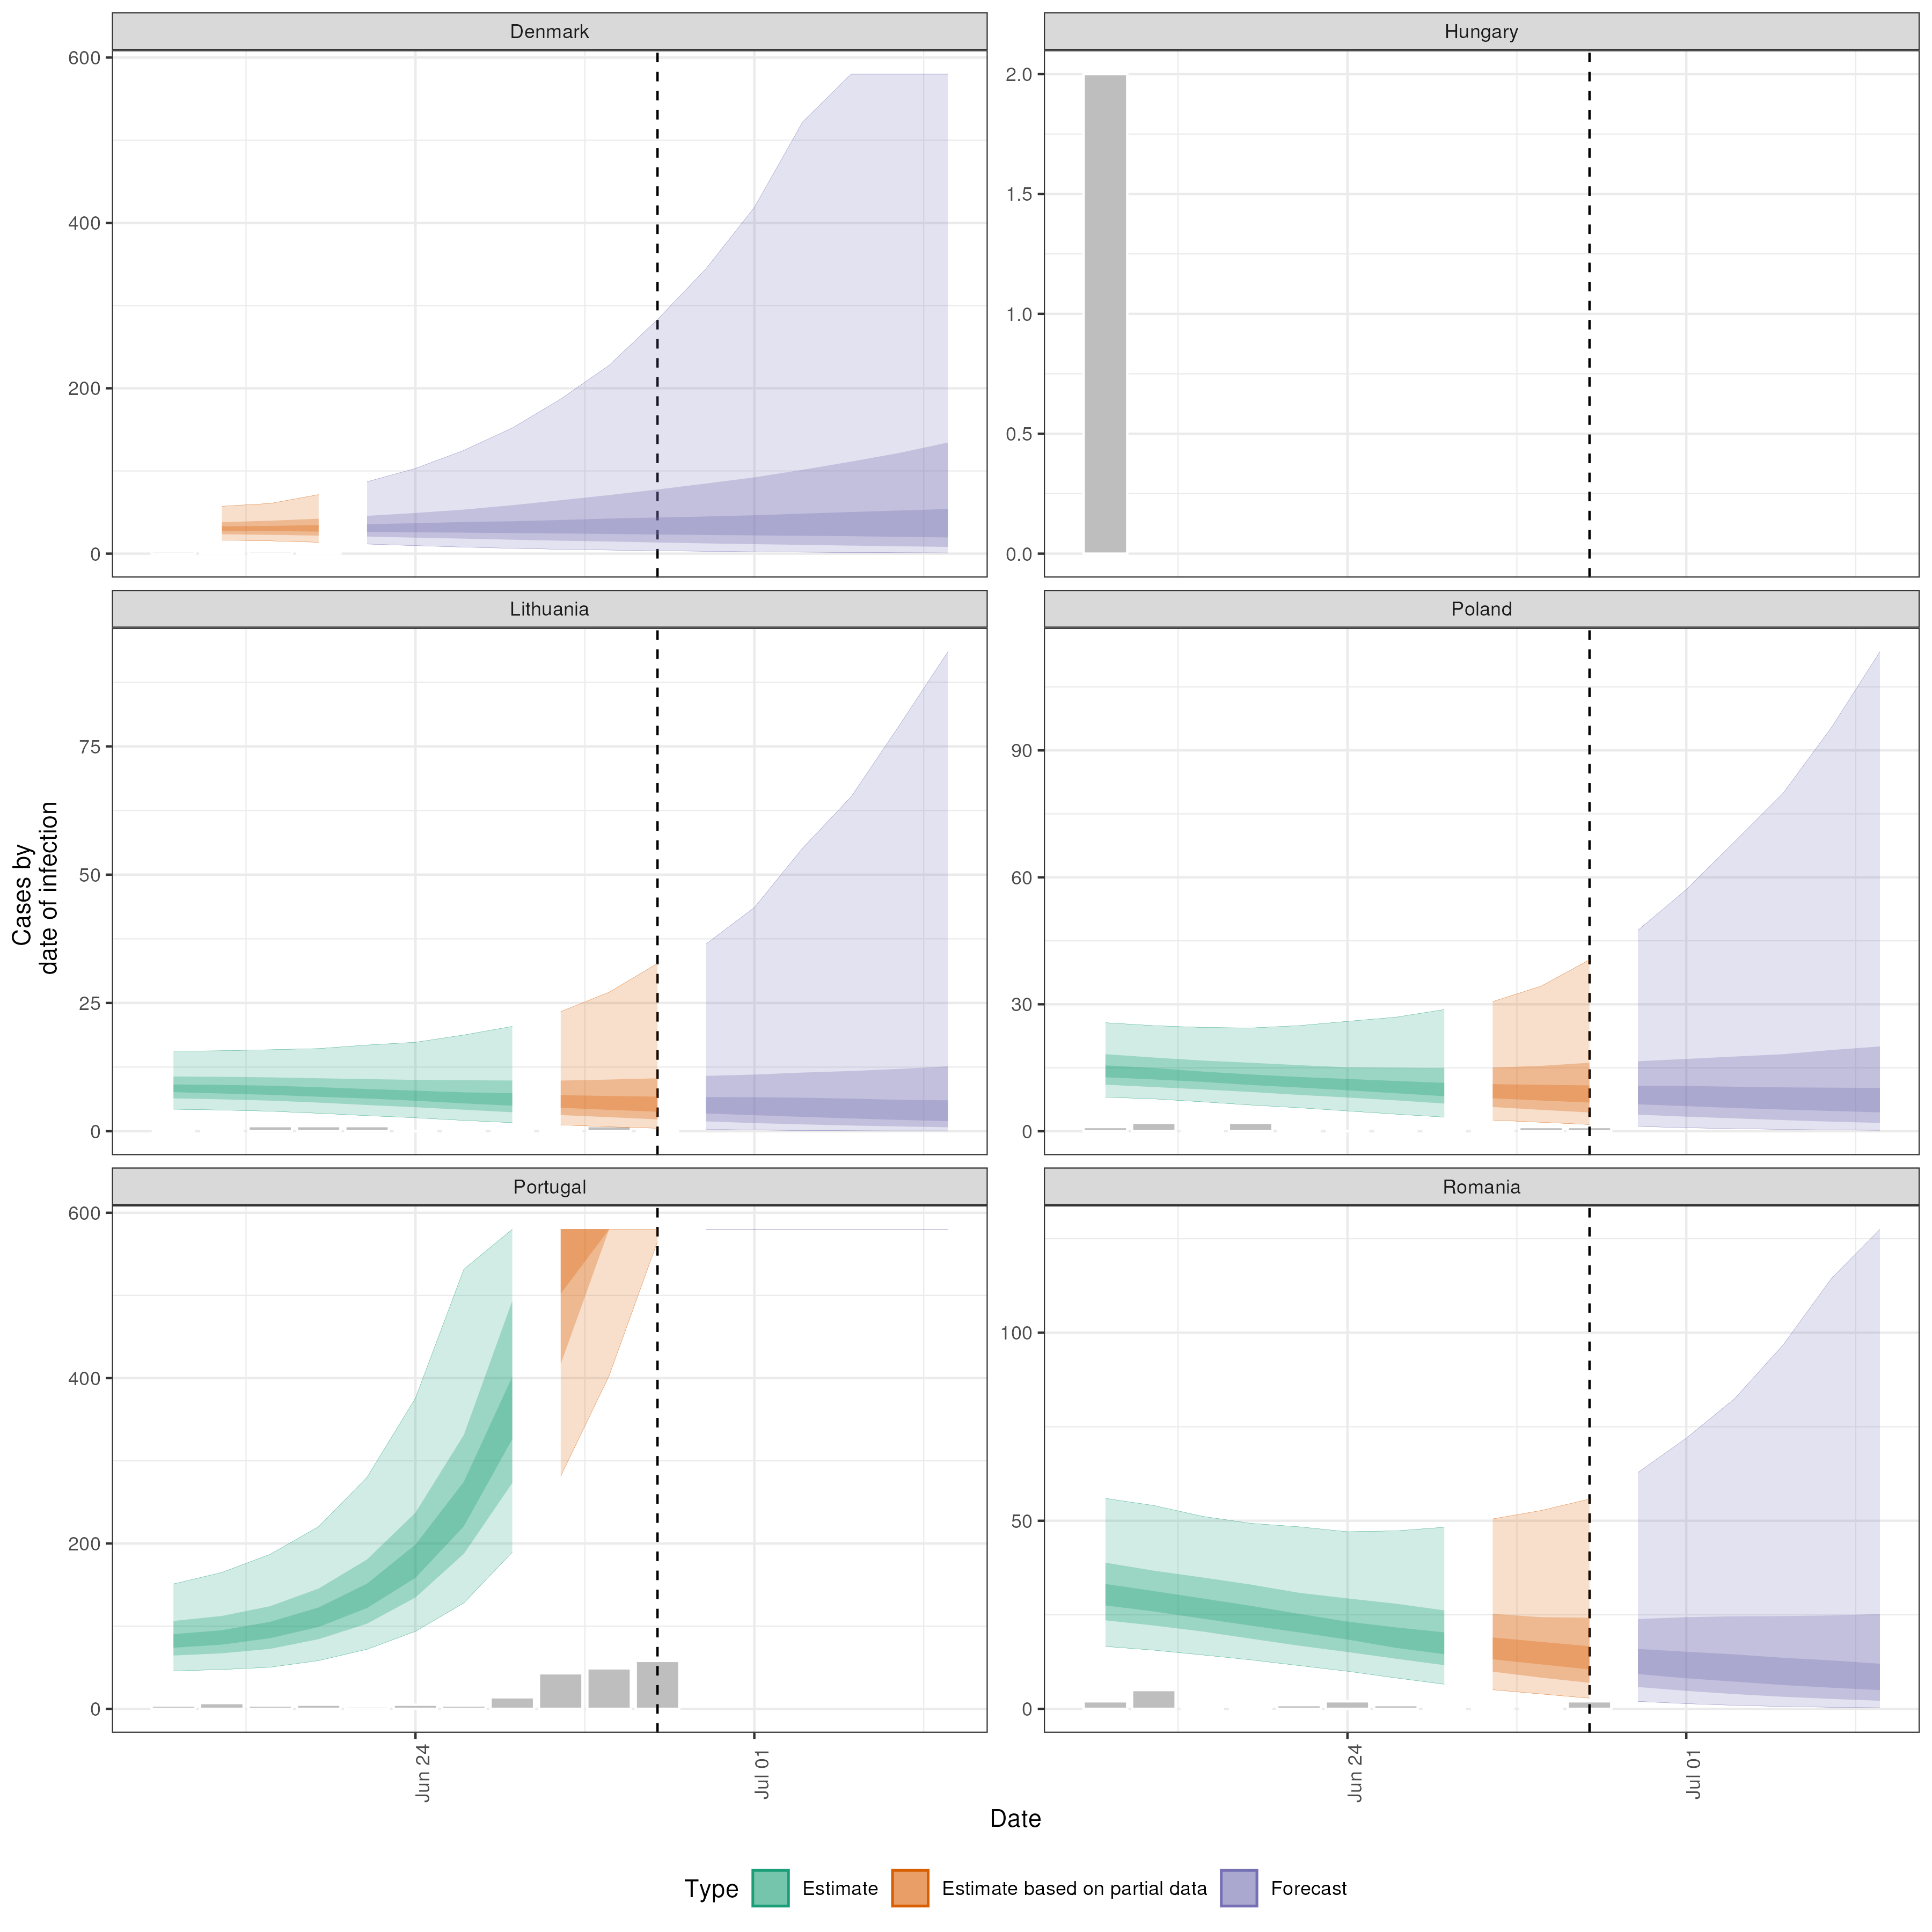 Denmark
Hungary
600
400
200
0
2.0
1.5
1.0
0.5
0.0
Lithuania
Poland
75
50
25
0
90
60
30
0
Portugal
Romania
600
400
200
0
100
50
0
Cases by
date of infection
Jun 24
Jul 01
Jun 24
Jul 01
Date
Type
Estimate
Estimate based on partial data
Forecast